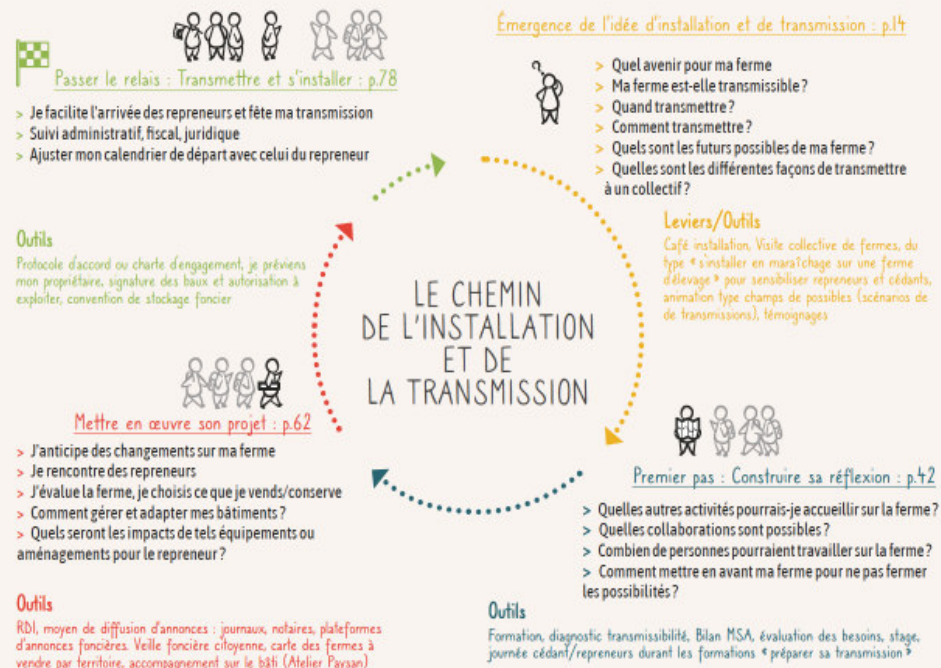 Passer le relais : Transmettre et s'installer : p.78
> Je facilite l'arrivée des repreneurs et fête ma transmission
> Suivi administratif, fiscal, juridique
> Ajuster mon calendrier de départ avec celui du repreneur
Outils
Protocole d'accord ou charte d'engagement, je préviens
mon propriétaire, signature des baux et autorisation à
exploiter, convention de stockage foncier
Émergence de l'idée d'installation et de transmission : p.14
?
> Quel avenir pour ma ferme
> Ma ferme est-elle transmissible ?
> Quand transmettre ?
> Comment transmettre ?
> Quels sont les futurs possibles de ma ferme ?
> Quelles sont les différentes façons de transmettre
à un collectif ?
Leviers/Outils
Café installation, Visite collective de fermes, du
type « s'installer en maraîchage sur une ferme
d'élevage » pour sensibiliser repreneurs et cédants,
animation type champs de possibles (scénarios de
de transmissions), témoignages
LE CHEMIN
DE L'INSTALLATION
ET DE
LA TRANSMISSION
Mettre en œuvre son projet : p.62
> J'anticipe des changements sur ma ferme
> Je rencontre des repreneurs
> J'évalue la ferme, je choisis ce que je vends/conserve
> Comment gérer et adapter mes bâtiments ?
> Quels seront les impacts de tels équipements ou
aménagements pour le repreneur ?
Outils
RDI, moyen de diffusion d'annonces : journaux, notaires, plateformes
d'annonces foncières. Veille foncière citoyenne, carte des fermes à
vendre par territoire, accompagnement sur le bâti (Atelier Paysan)
Premier pas : Construire sa réflexion : p.42
> Quelles autres activités pourrais-je accueillir sur la ferme ?
> Quelles collaborations sont possibles ?
> Combien de personnes pourraient travailler sur la ferme ?
> Comment mettre en avant ma ferme pour ne pas fermer
les possibilités ?
Outils
Formation, diagnostic transmissibilité, Bilan MSA, évaluation des besoins, stage,
journée cédant/repreneurs durant les formations « préparer sa transmission »